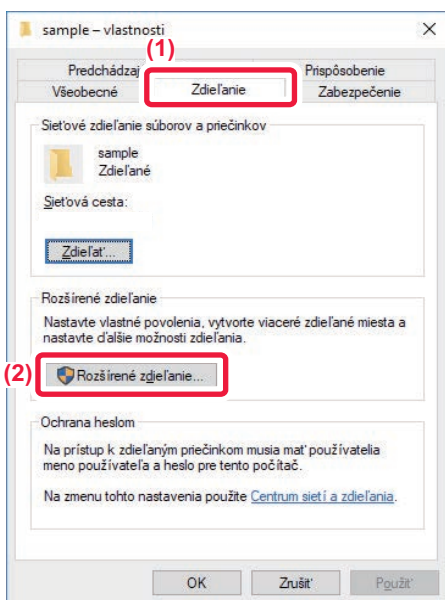 sample – vlastnosti
(1)
Predchádzaj
Prispôsobenie
Všeobecné
Zdieľanie
Zabezpečenie
Sieťové zdieľanie súborov a priečinkov
sample
Zdieľané
Sieťová cesta:
Zdieľať...
Rozšírené zdieľanie
Nastavte vlastné povolenia, vytvorte viaceré zdieľané miesta a
nastavte ďalšie možnosti zdieľania.
(2)
Rozšírené zdieľanie...
Ochrana heslom
Na prístup k zdieľaným priečinkom musia mať používatelia
meno používateľa a heslo pre tento počítač.
Na zmenu tohto nastavenia použite Centrum sietí a zdieľania.
OK
Zrušiť
Použiť